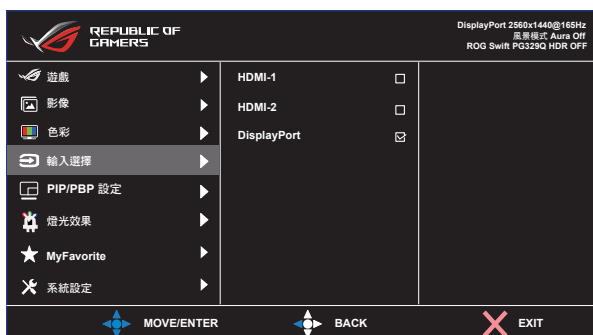 REPUBLIC OF
GAMERS
DisplayPort 2560x1440@165Hz
風景模式 Aura Off
ROG Swift PG329Q HDR OFF
遊戲
影像
色彩
輸入選擇
PIP/PBP 設定
燈光效果
MyFavorite
系統設定
HDMI-1
HDMI-2
DisplayPort
MOVE/ENTER
BACK
EXIT